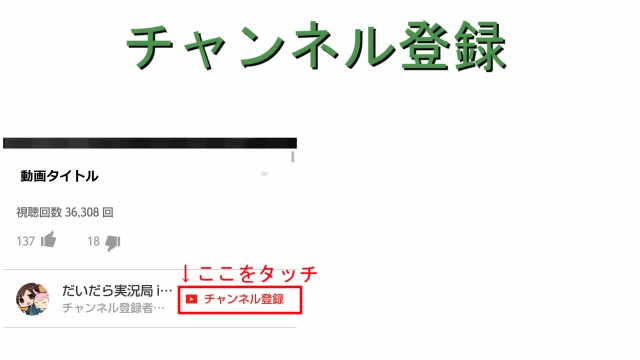 チャンネル登録
動画タイトル
視聴回数 36,308 回
137
18
↓ここをタッチ
だいだら実況局 i…
チャンネル登録
チャンネル登録者…